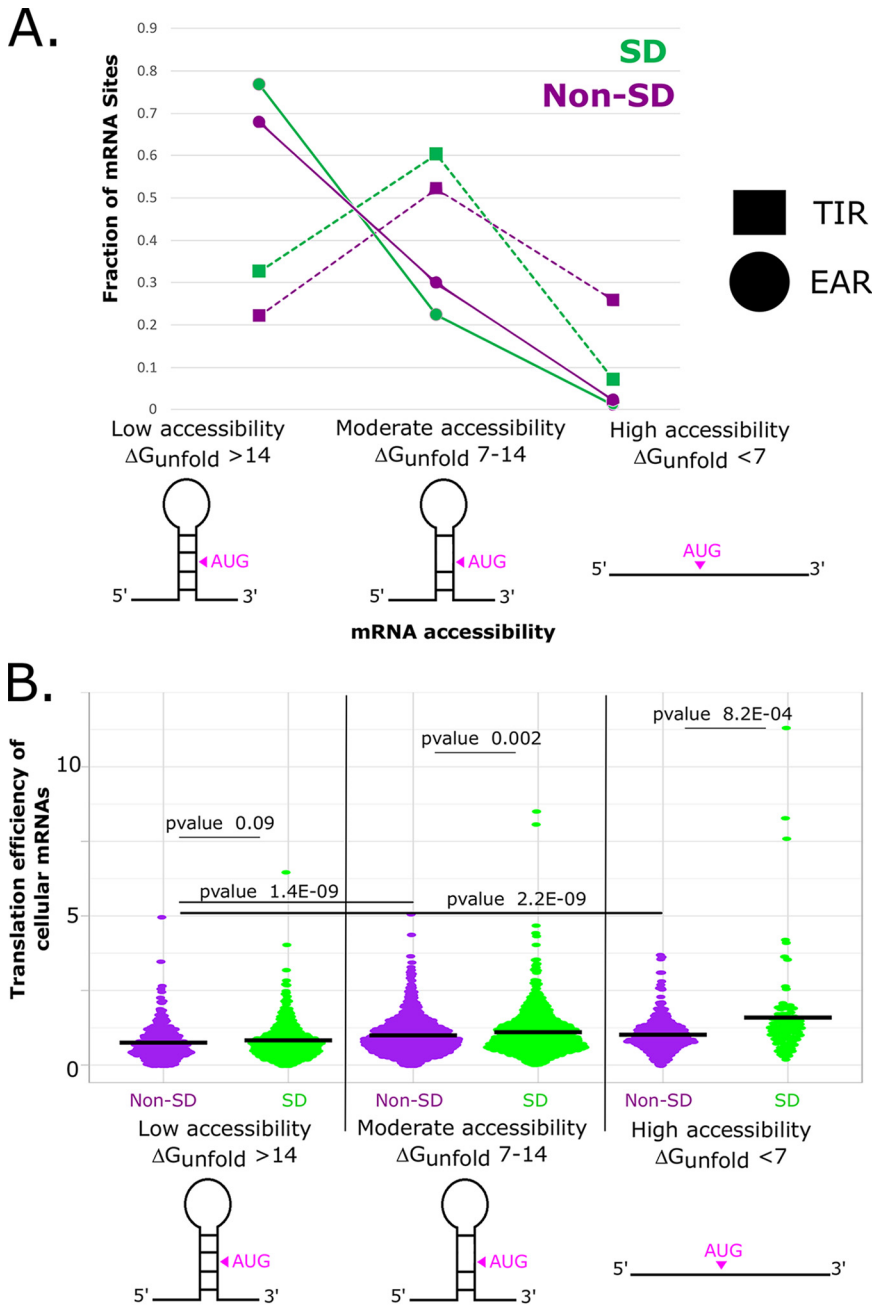 A.
0.9
0.8
0.7
0.6
0.5
0.4
0.3
0.2
0.1
0
Fraction of mRNA Sites
SD
Non-SD
TIR
EAR
Low accessibility
ΔGunfold >14
Moderate accessibility
ΔGunfold 7-14
High accessibility
ΔGunfold <7
AUG
5'
3'
AUG
5'
3'
AUG
5'
3'
mRNA accessibility
B.
Translation efficiency of
cellular mRNAs
10
5
0
pvalue 0.09
pvalue 1.4E-09
pvalue 0.002
pvalue 2.2E-09
pvalue 8.2E-04
Non-SD
SD
Non-SD
SD
Non-SD
SD
Low accessibility
ΔGunfold >14
Moderate accessibility
ΔGunfold 7-14
High accessibility
ΔGunfold <7
AUG
5'
3'
AUG
5'
3'
AUG
5'
3'